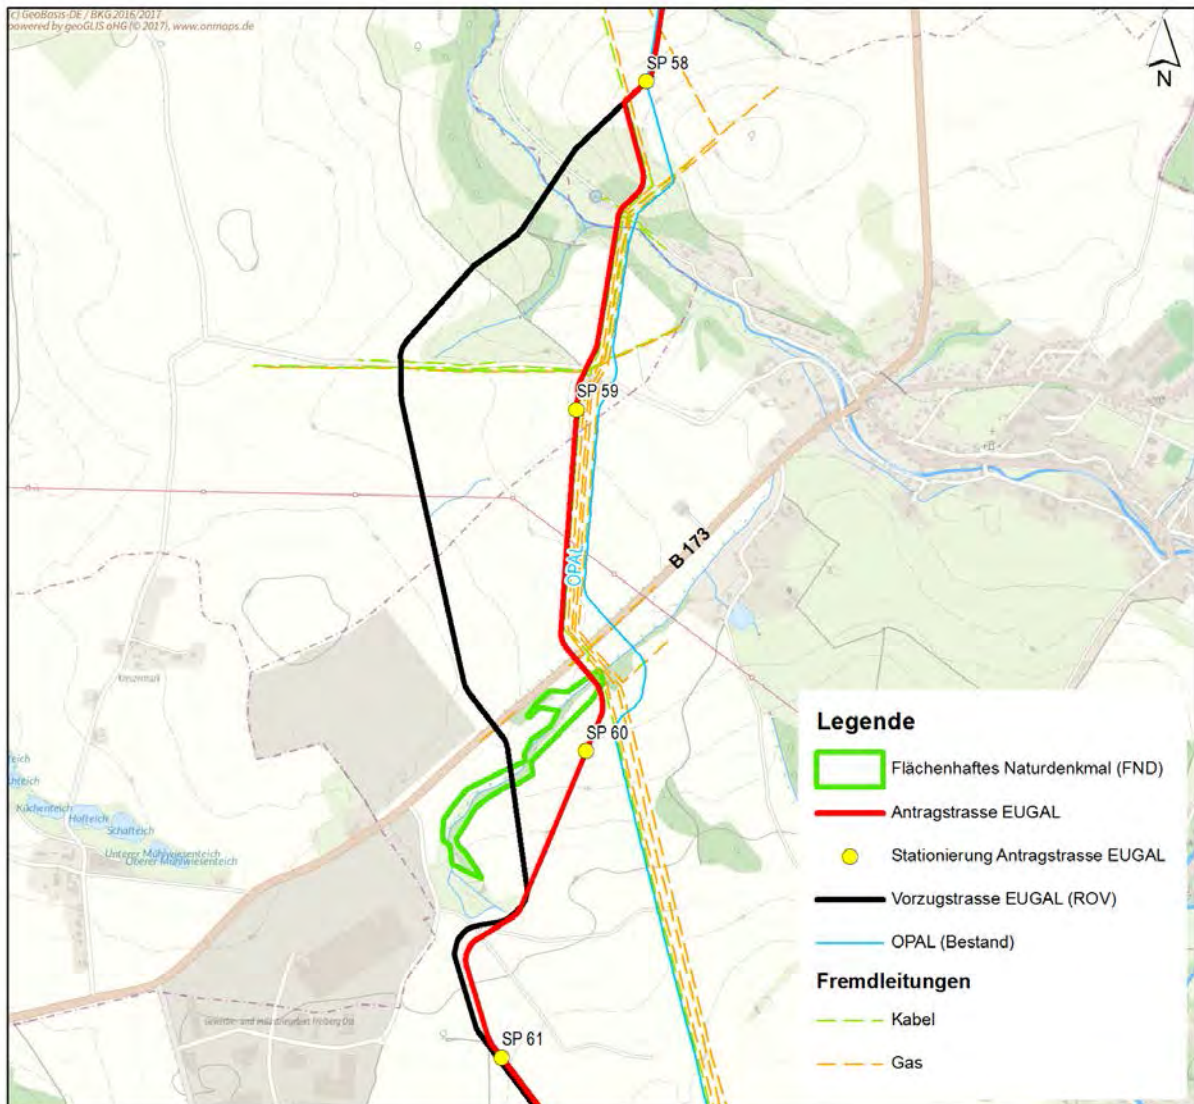 (c) GeoBasis-DE / BKG 2016/2017
powered by geoGLIS oHG (© 2017), www.onmaps.de
N
SP 58
SP 59
OPAL
B 173
SP 60
SP 61
Küchenteich
Hofteich
Schafteich
Unterer Mühlwiesenteich
Oberer Mühlwiesenteich
Legende
Flächenhaftes Naturdenkmal (FND)
Antragstrasse EUGAL
Stationierung Antragstrasse EUGAL
Vorzugstrasse EUGAL (ROV)
OPAL (Bestand)
Fremdleitungen
Kabel
Gas